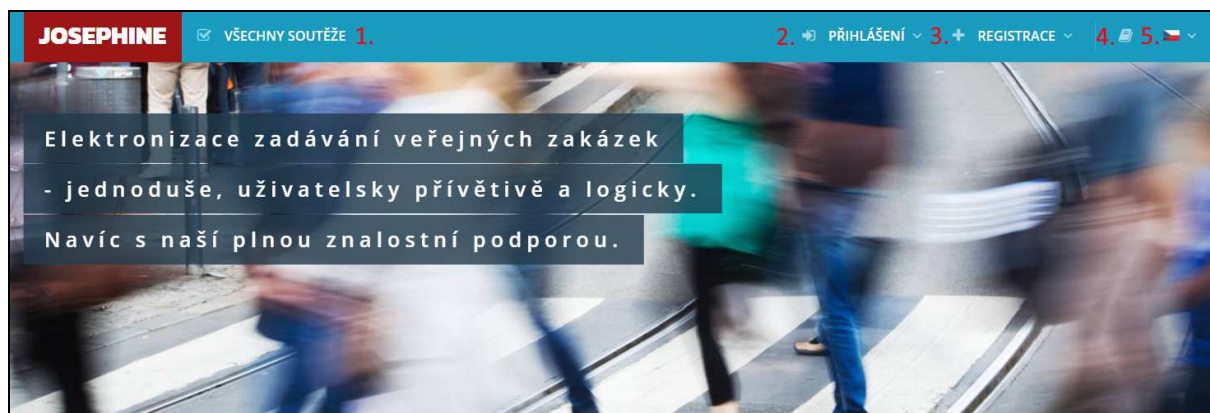 JOSEPHINE VŠECHNY SOUTĚŽE 1. 2. PŘIHLÁŠENÍ 3. REGISTRACE 4. 5.
Elektronizace zadávání veřejných zakázek
- jednoduše, uživatelsky přívětivě a logicky.
Navíc s naší plnou znalostní podporou.